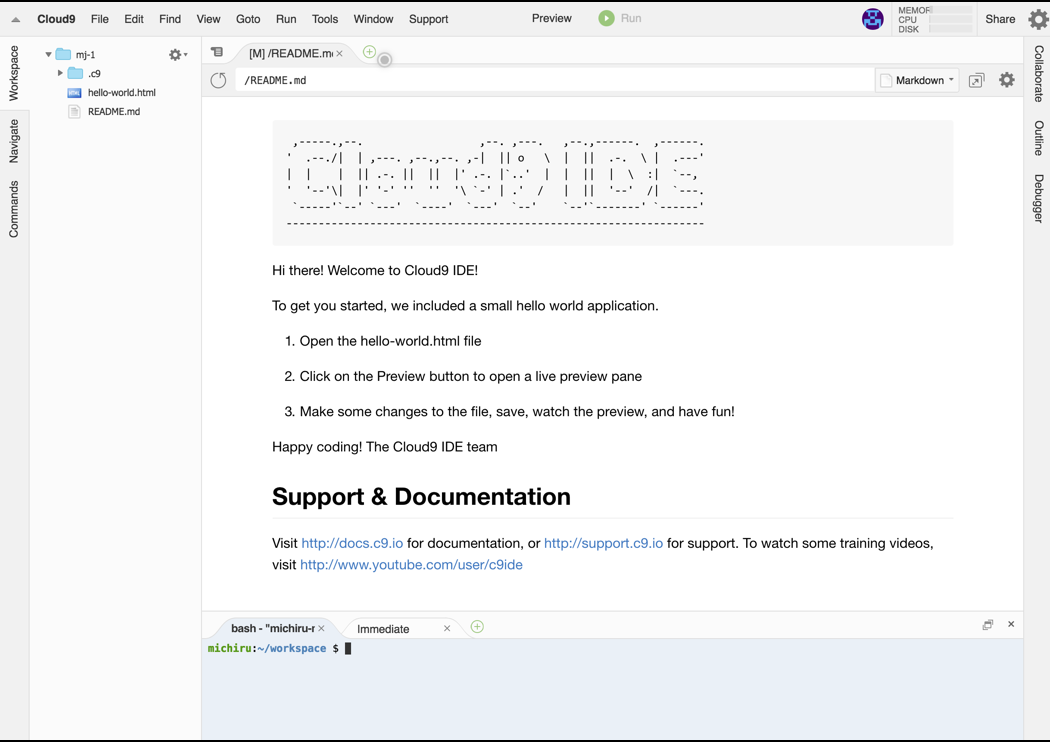 Cloud9 File Edit Find View Goto Run Tools Window Support Preview Run MEMOR CPU DISK Share
Workspace
Navigate
Commands
mj-1
.c9
hello-world.html
README.md
[M] /README.m
/README.md
Markdown
Hi there! Welcome to Cloud9 IDE!
To get you started, we included a small hello world application.
1. Open the hello-world.html file
2. Click on the Preview button to open a live preview pane
3. Make some changes to the file, save, watch the preview, and have fun!
Happy coding! The Cloud9 IDE team
Support & Documentation
Visit http://docs.c9.io for documentation, or http://support.c9.io for support. To watch some training videos,
visit http://www.youtube.com/user/c9ide
bash - "michiru-r
Immediate
michiru:~/workspace $
Collaborate
Outline
Debugger